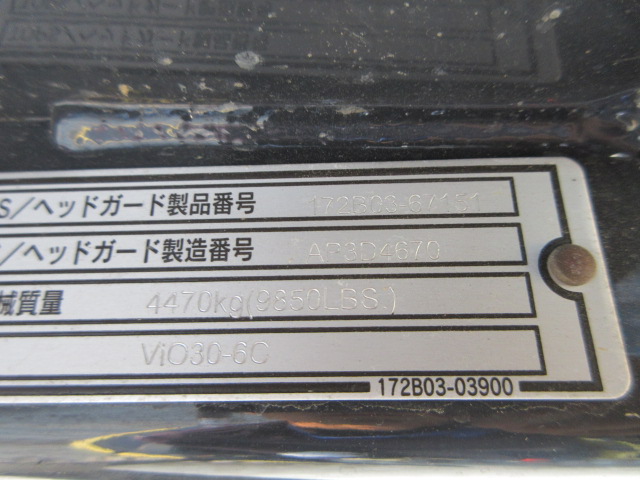 S/ヘッドガード製品番号 172B03-67151
/ヘッドガード製造番号 AP3D4670
械質量 4470kg(9850LBS.)
ViO30-6C
172B03-03900